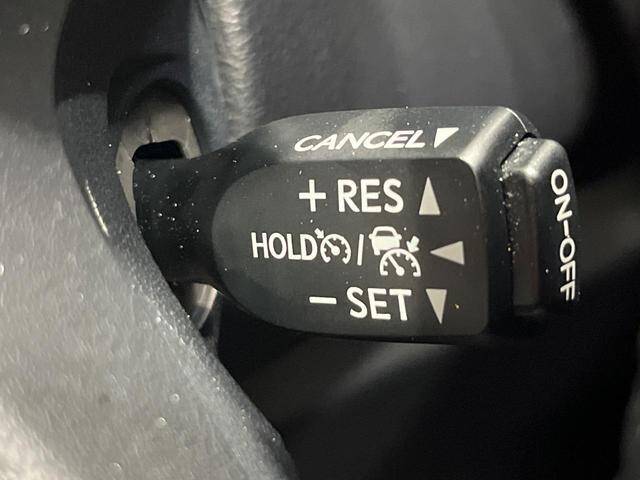 CANCEL
+ RES
HOLD /
- SET
ON-OFF